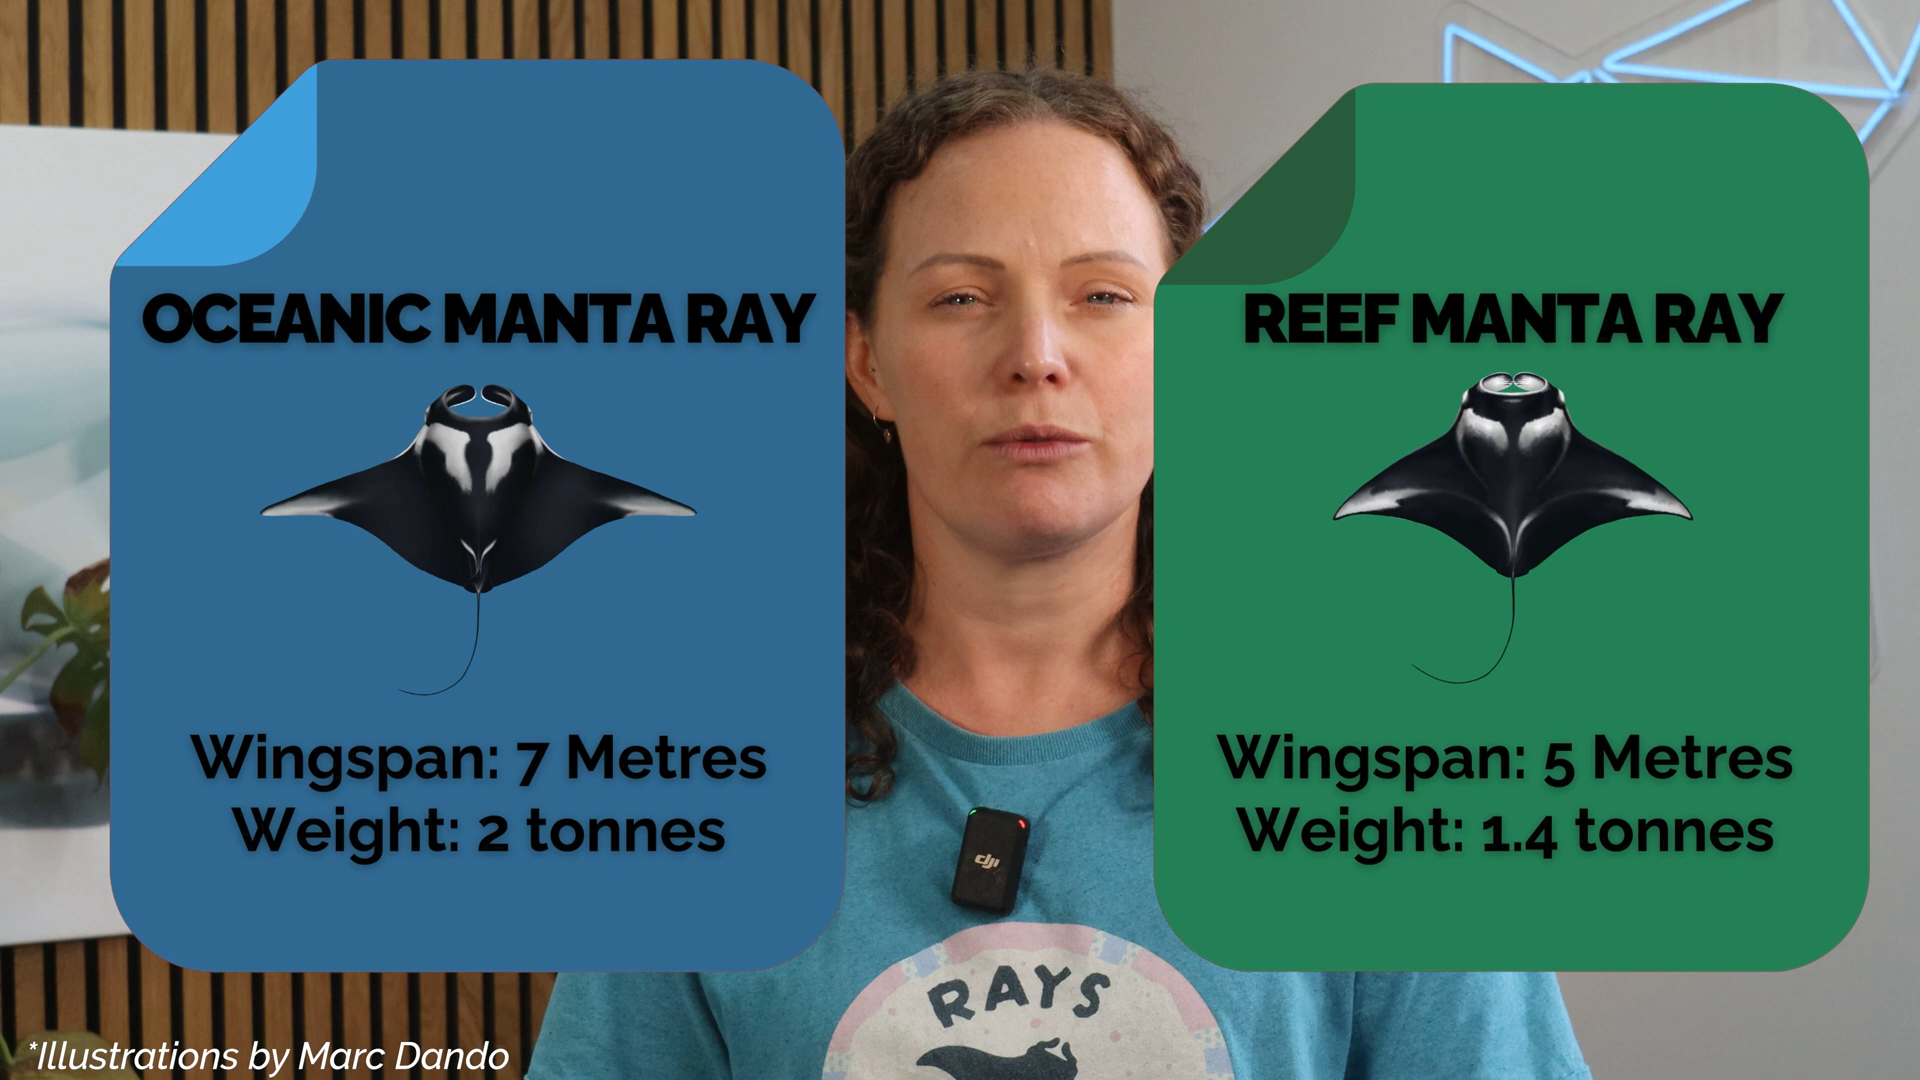 OCEANIC MANTA RAY
Wingspan: 7 Metres
Weight: 2 tonnes
REEF MANTA RAY
Wingspan: 5 Metres
Weight: 1.4 tonnes
dji
RAYS
*Illustrations by Marc Dando